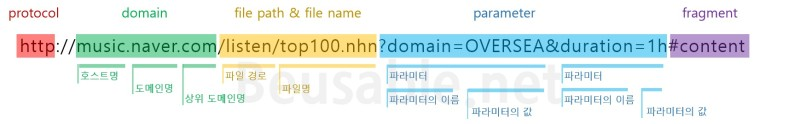 protocol domain file path & file name parameter fragment
http://music.naver.com/listen/top100.nhn?domain=OVERSEA&duration=1h#content
호스트명 파일 경로 파라미터 파라미터
도메인명 파일명 파라미터의 이름 파라미터의 이름
상위 도메인명 파라미터의 값 파라미터의 값
Beusable.net